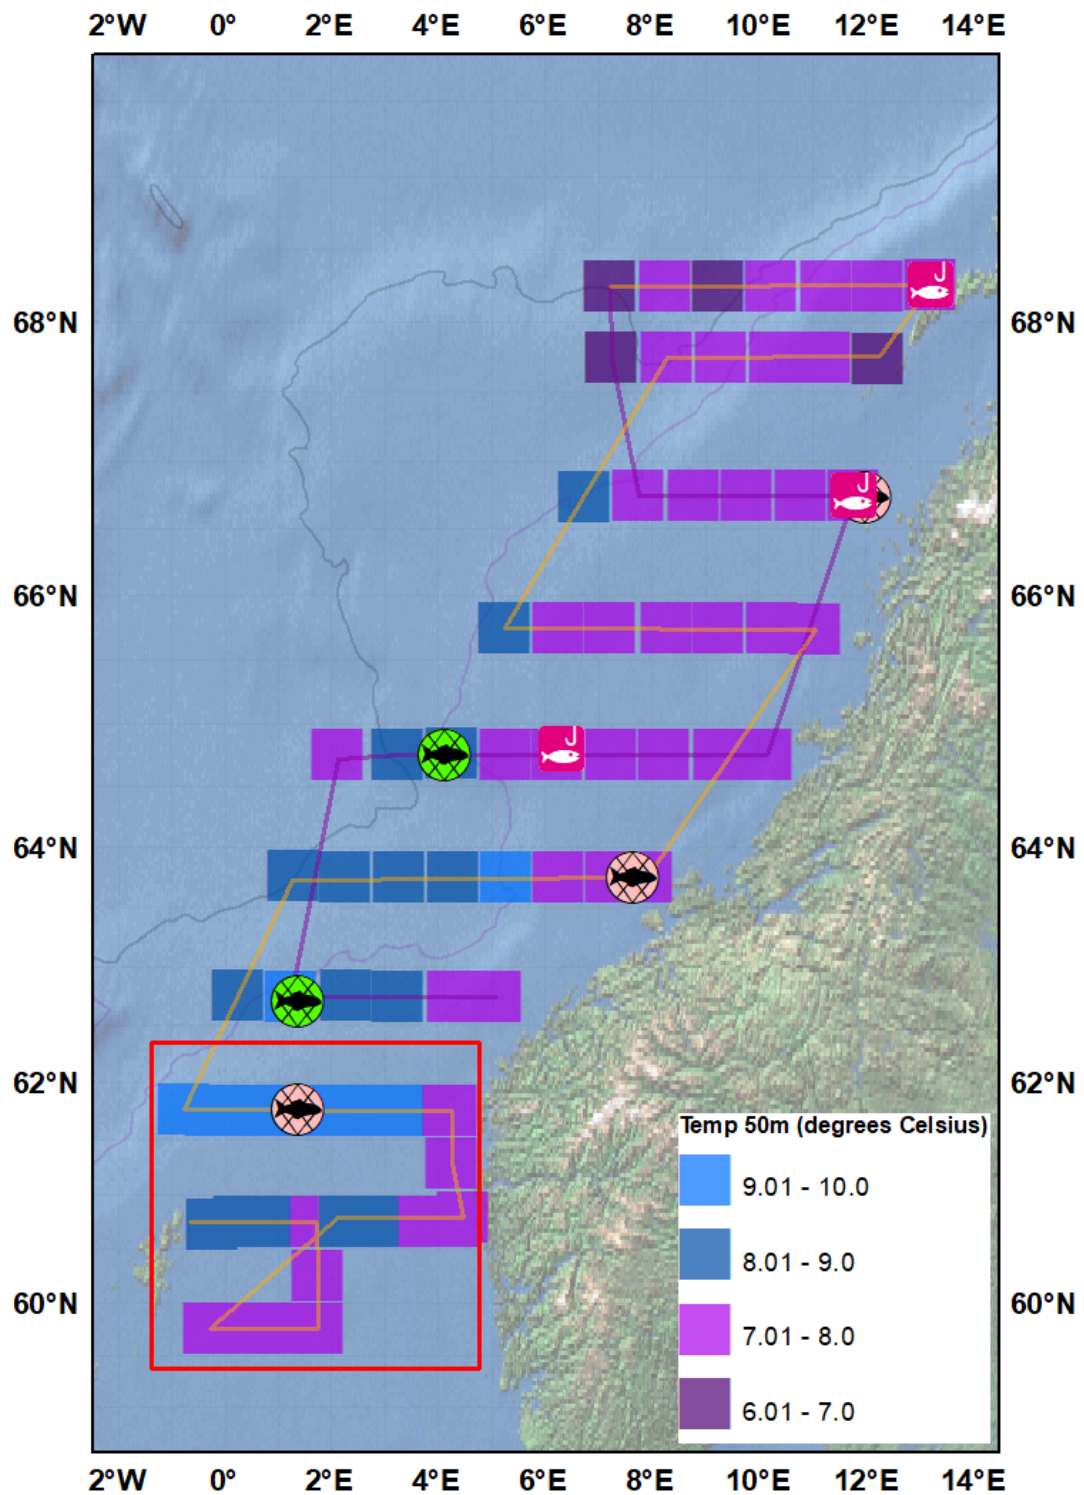 2°W 0° 2°E 4°E 6°E 8°E 10°E 12°E 14°E
J
68°N 68°N
J
66°N 66°N
J
64°N 64°N
62°N 62°N
Temp 50m (degrees Celsius)
9.01 - 10.0
8.01 - 9.0
60°N 60°N
7.01 - 8.0
6.01 - 7.0
2°W 0° 2°E 4°E 6°E 8°E 10°E 12°E 14°E